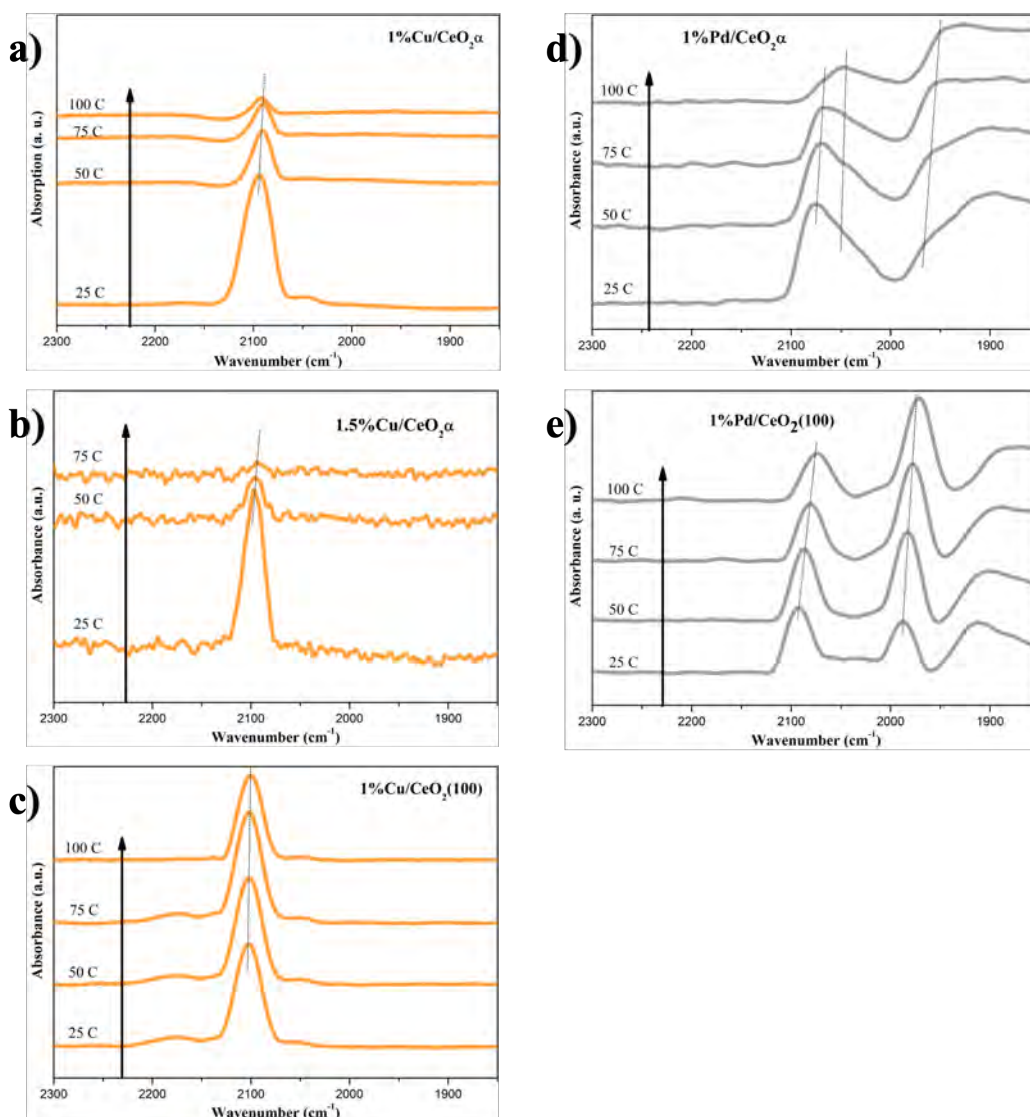 a)
1%Cu/CeO₂α
100 C
75 C
50 C
25 C
Absorption (a. u.)
2300 2200 2100 2000 1900
Wavenumber (cm⁻¹)
b)
1.5%Cu/CeO₂α
75 C
50 C
25 C
Absorbance (a.u.)
2300 2200 2100 2000 1900
Wavenumber (cm⁻¹)
c)
1%Cu/CeO₂(100)
100 C
75 C
50 C
25 C
Absorbance (a.u.)
2300 2200 2100 2000 1900
Wavenumber (cm⁻¹)
d)
1%Pd/CeO₂α
100 C
75 C
50 C
25 C
Absorbance (a.u.)
2300 2200 2100 2000 1900
Wavenumber (cm⁻¹)
e)
1%Pd/CeO₂(100)
100 C
75 C
50 C
25 C
Absorbance (a.u.)
2300 2200 2100 2000 1900
Wavenumber (cm⁻¹)